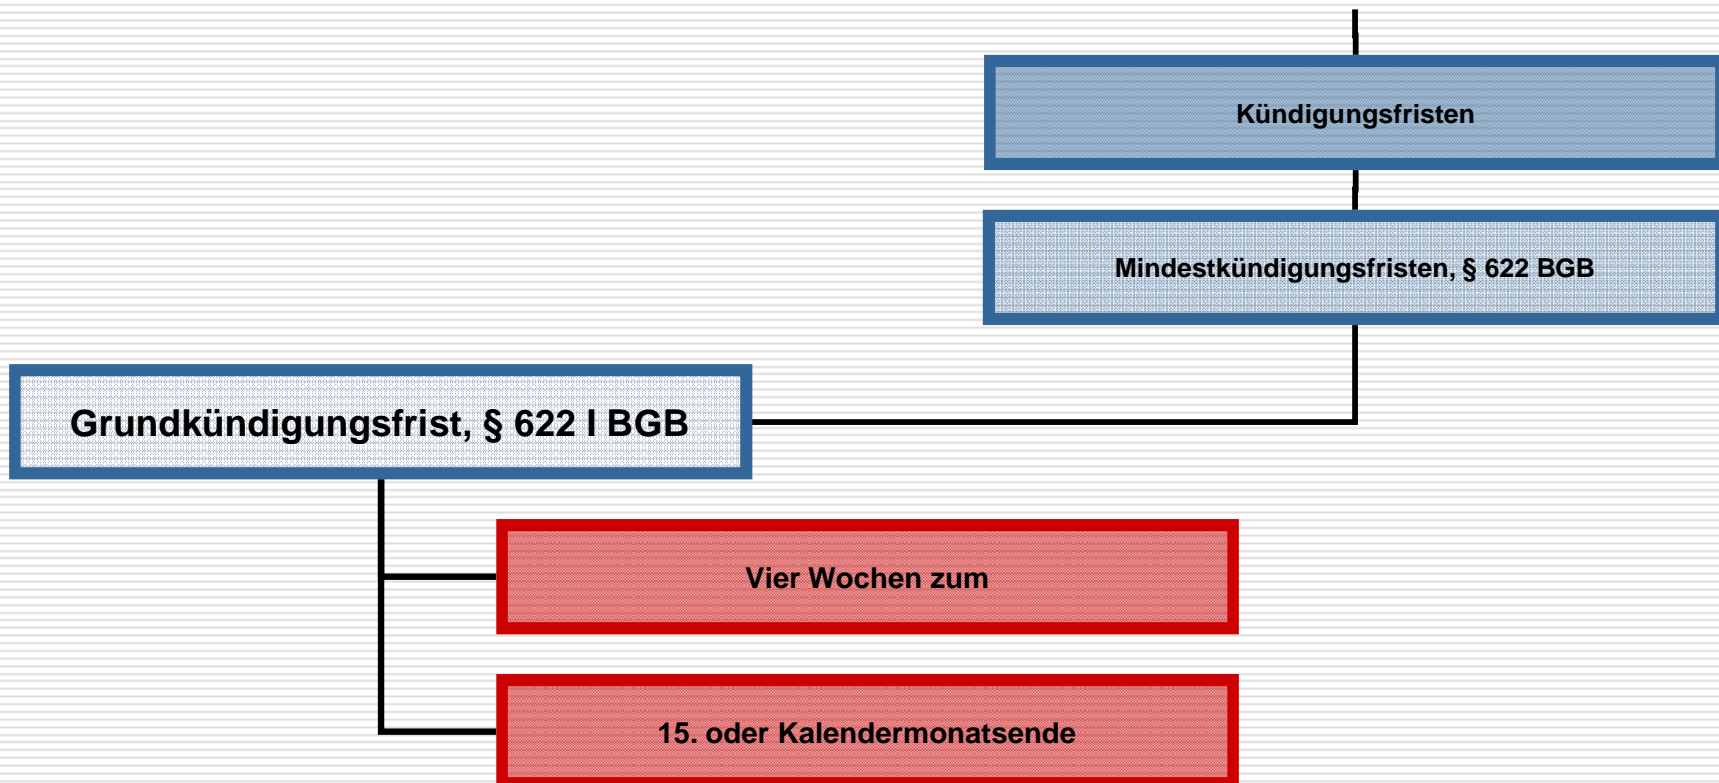 Kündigungsfristen
Mindestkündigungsfristen, § 622 BGB
Grundkündigungsfrist, § 622 I BGB
Vier Wochen zum
15. oder Kalendermonatsende